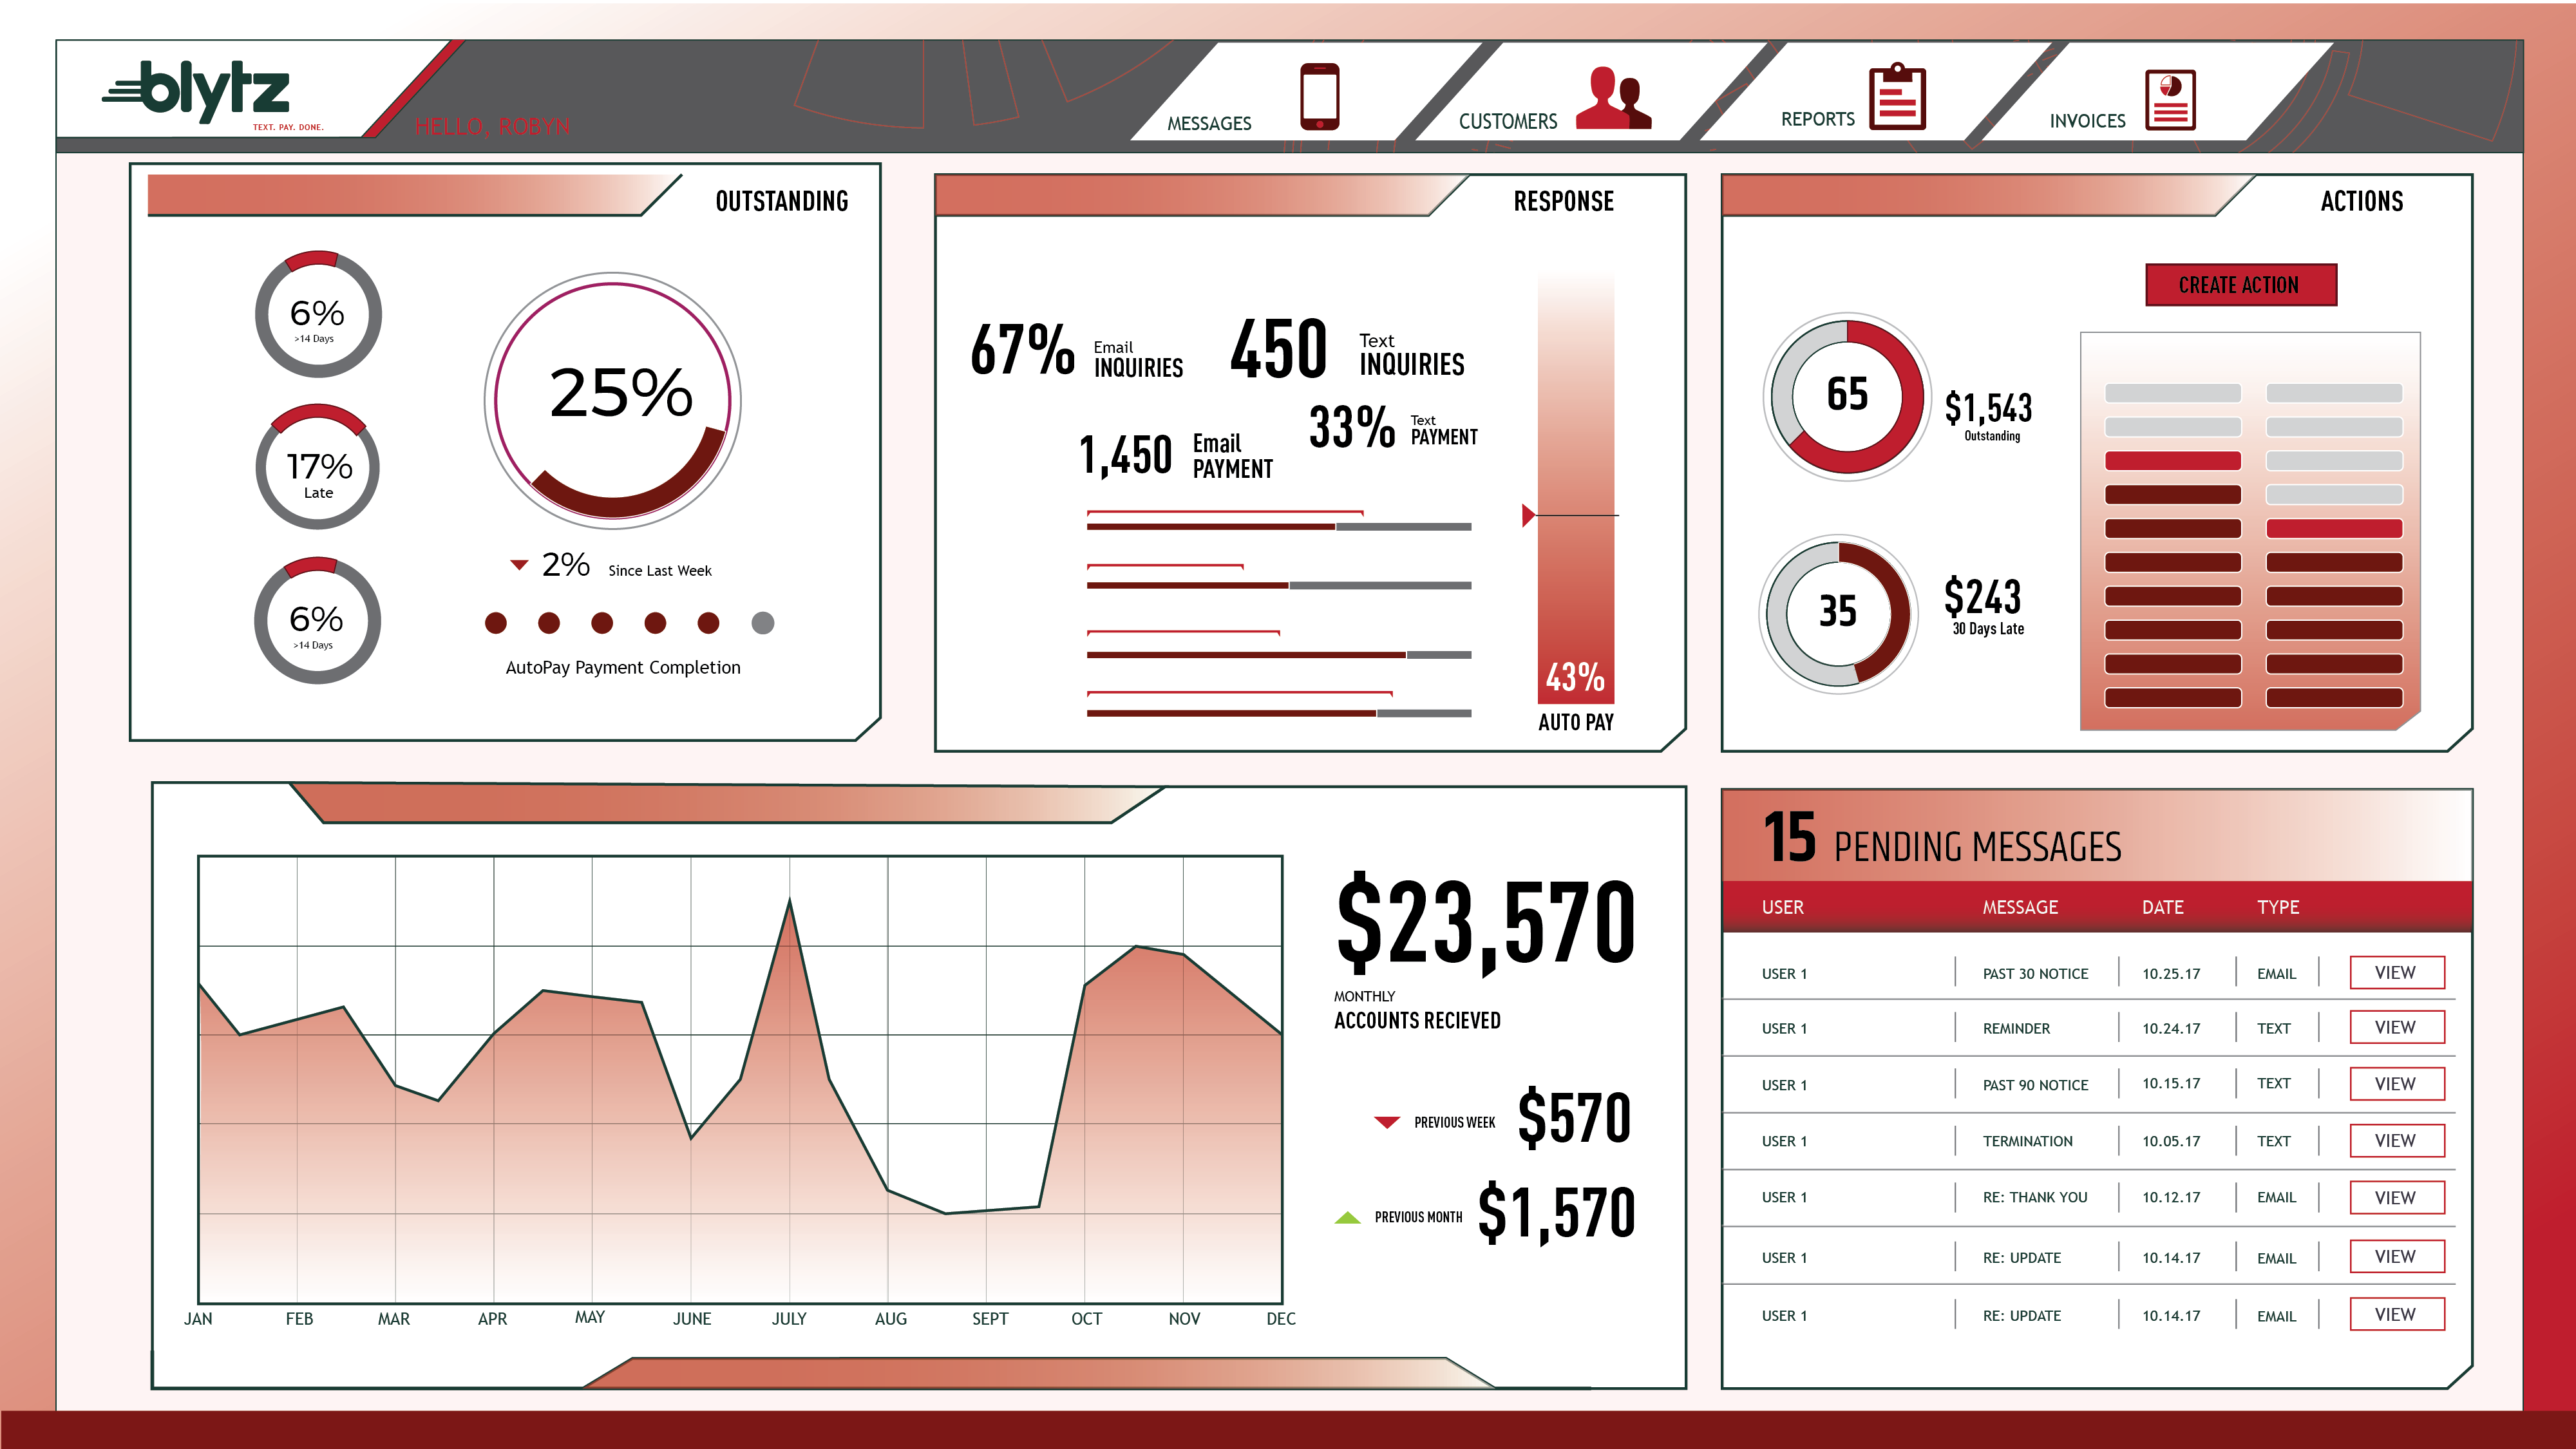 blytz
TEXT. PAY. DONE.
HELLO, ROBYN
MESSAGES
CUSTOMERS
REPORTS
INVOICES
OUTSTANDING
6%
>14 Days
17%
Late
6%
>14 Days
25%
2% Since Last Week
AutoPay Payment Completion
RESPONSE
67% Email
INQUIRIES
450 Text
INQUIRIES
1,450 Email
PAYMENT
33% Text
PAYMENT
43%
AUTO PAY
ACTIONS
CREATE ACTION
65
$1,543
Outstanding
35
$243
30 Days Late
JAN FEB MAR APR MAY JUNE JULY AUG SEPT OCT NOV DEC
$23,570
MONTHLY
ACCOUNTS RECIEVED
PREVIOUS WEEK $570
PREVIOUS MONTH $1,570
15 PENDING MESSAGES
USER MESSAGE DATE TYPE
USER 1 PAST 30 NOTICE 10.25.17 EMAIL VIEW
USER 1 REMINDER 10.24.17 TEXT VIEW
USER 1 PAST 90 NOTICE 10.15.17 TEXT VIEW
USER 1 TERMINATION 10.05.17 TEXT VIEW
USER 1 RE: THANK YOU 10.12.17 EMAIL VIEW
USER 1 RE: UPDATE 10.14.17 EMAIL VIEW
USER 1 RE: UPDATE 10.14.17 EMAIL VIEW